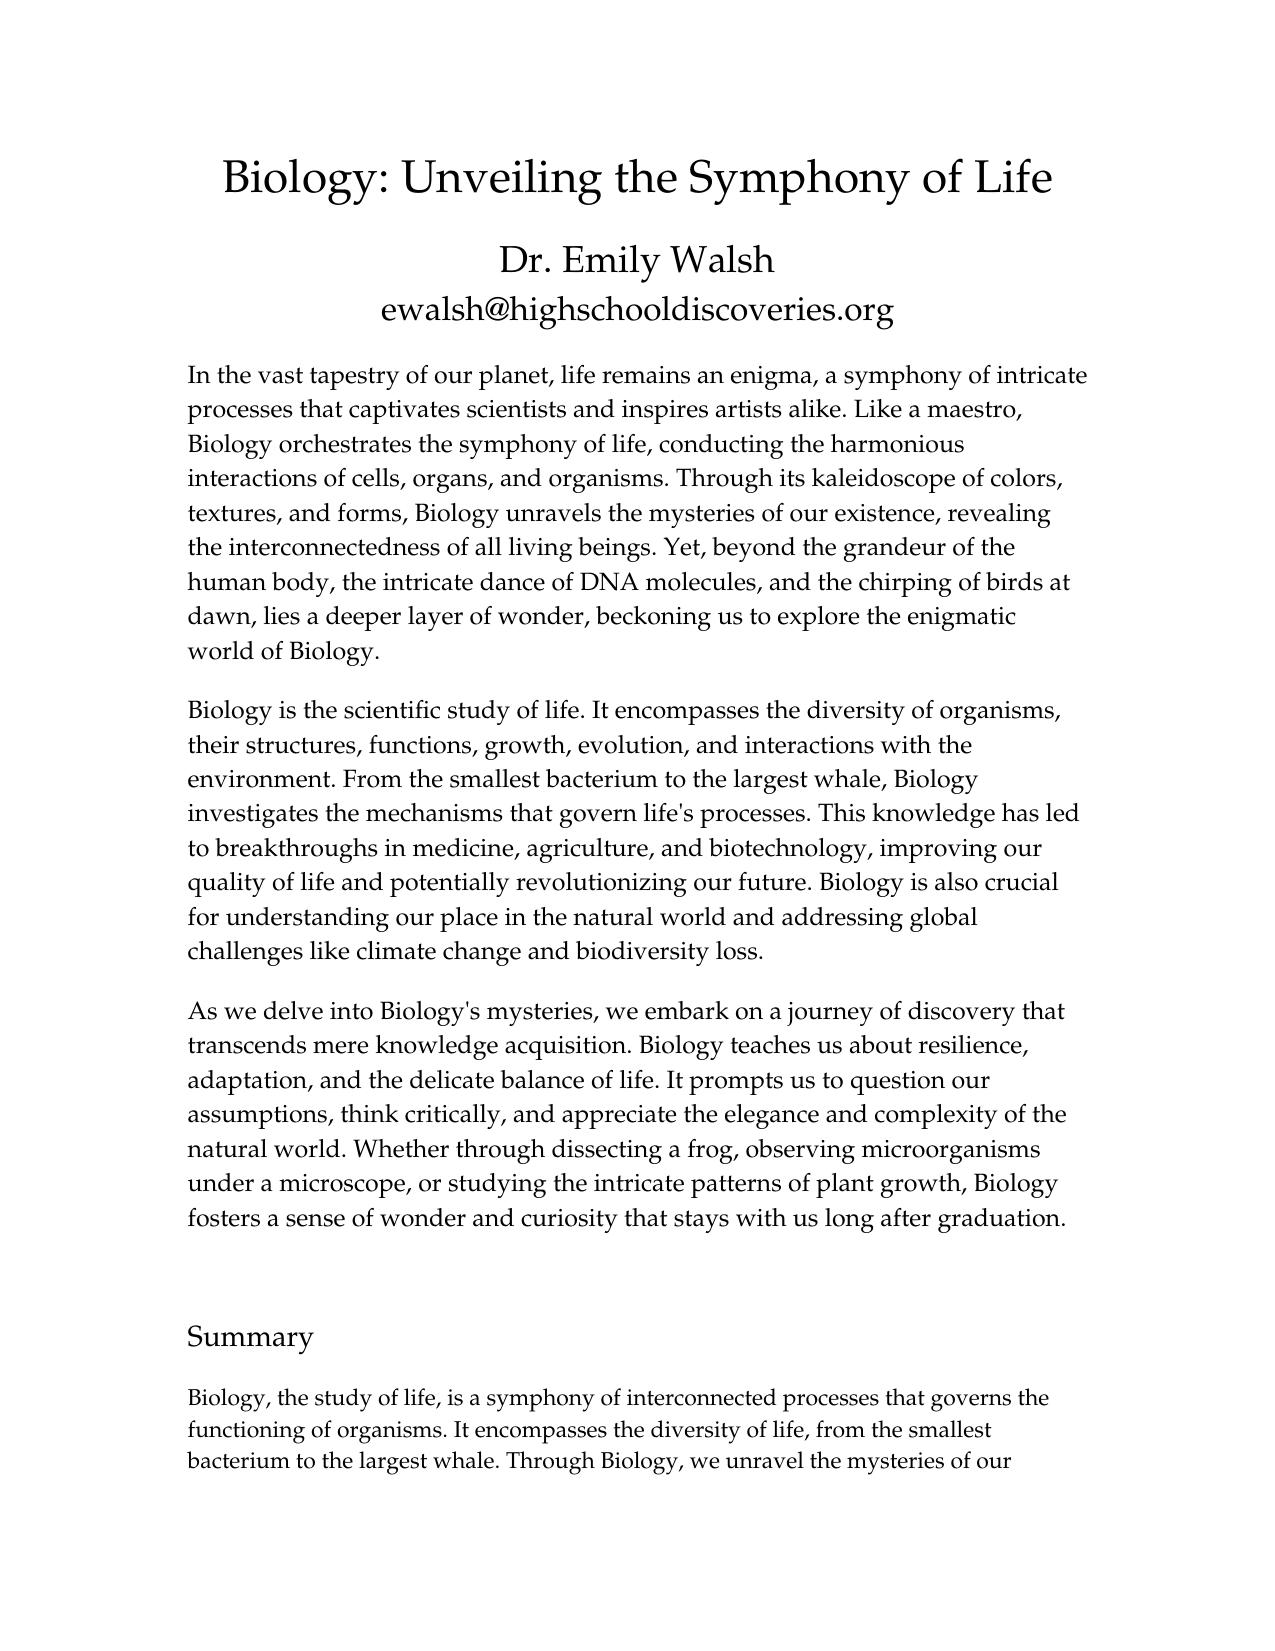 Biology: Unveiling the Symphony of Life
Dr. Emily Walsh
ewalsh@highschooldiscoveries.org
In the vast tapestry of our planet, life remains an enigma, a symphony of intricate
processes that captivates scientists and inspires artists alike. Like a maestro,
Biology orchestrates the symphony of life, conducting the harmonious
interactions of cells, organs, and organisms. Through its kaleidoscope of colors,
textures, and forms, Biology unravels the mysteries of our existence, revealing
the interconnectedness of all living beings. Yet, beyond the grandeur of the
human body, the intricate dance of DNA molecules, and the chirping of birds at
dawn, lies a deeper layer of wonder, beckoning us to explore the enigmatic
world of Biology.
Biology is the scientific study of life. It encompasses the diversity of organisms,
their structures, functions, growth, evolution, and interactions with the
environment. From the smallest bacterium to the largest whale, Biology
investigates the mechanisms that govern life's processes. This knowledge has led
to breakthroughs in medicine, agriculture, and biotechnology, improving our
quality of life and potentially revolutionizing our future. Biology is also crucial
for understanding our place in the natural world and addressing global
challenges like climate change and biodiversity loss.
As we delve into Biology's mysteries, we embark on a journey of discovery that
transcends mere knowledge acquisition. Biology teaches us about resilience,
adaptation, and the delicate balance of life. It prompts us to question our
assumptions, think critically, and appreciate the elegance and complexity of the
natural world. Whether through dissecting a frog, observing microorganisms
under a microscope, or studying the intricate patterns of plant growth, Biology
fosters a sense of wonder and curiosity that stays with us long after graduation.
Summary
Biology, the study of life, is a symphony of interconnected processes that governs the
functioning of organisms. It encompasses the diversity of life, from the smallest
bacterium to the largest whale. Through Biology, we unravel the mysteries of our